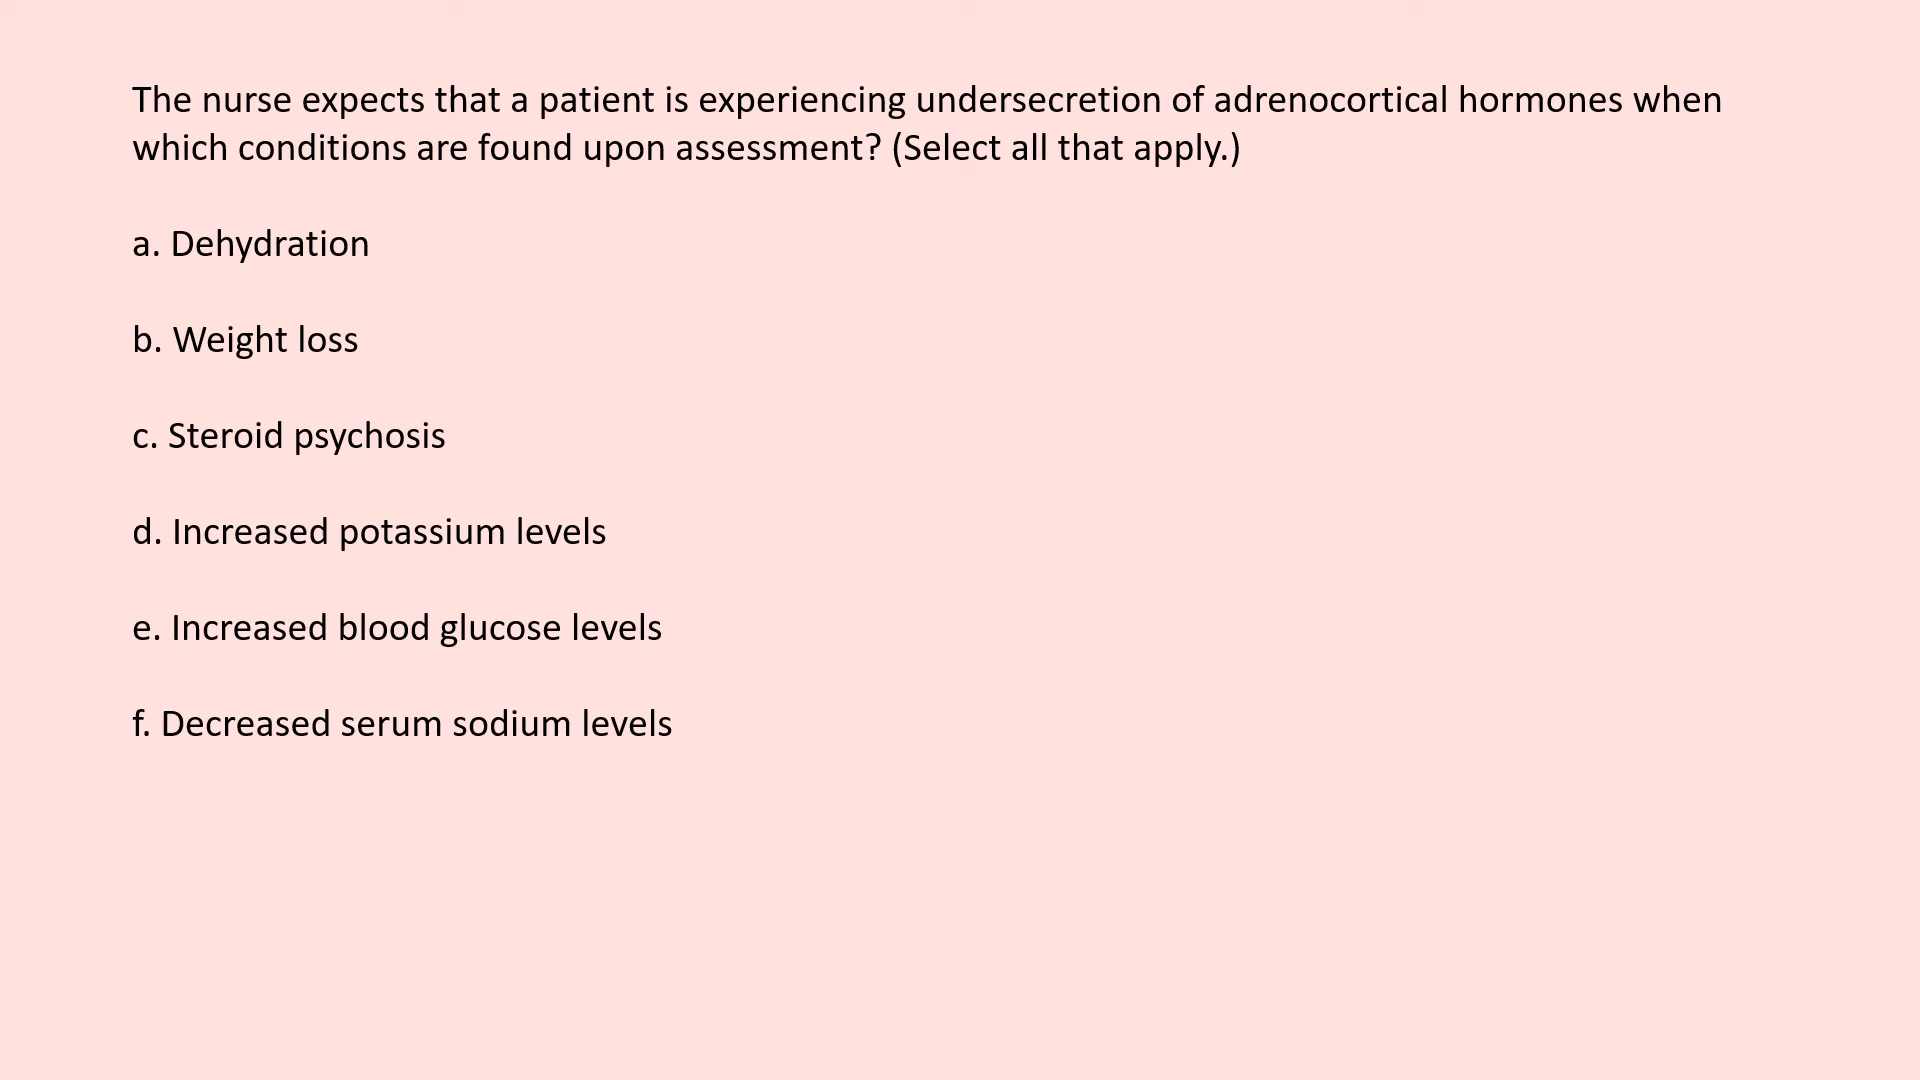 The nurse expects that a patient is experiencing undersecretion of adrenocortical hormones when
which conditions are found upon assessment? (Select all that apply.)
a. Dehydration
b. Weight loss
c. Steroid psychosis
d. Increased potassium levels
e. Increased blood glucose levels
f. Decreased serum sodium levels